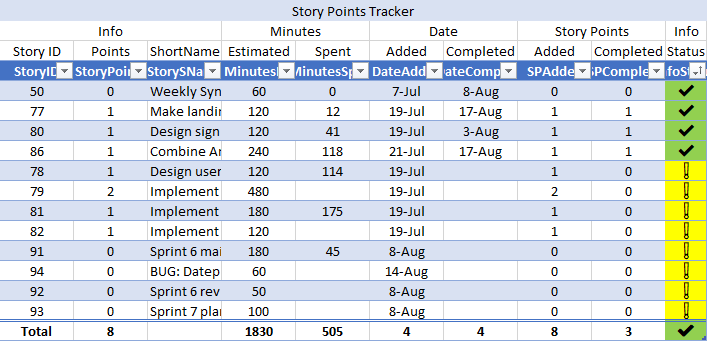 Story Points Tracker
Info Minutes Date Story Points Info
Story ID Points ShortName Estimated Spent Added Completed Added Completed Status
StoryID StoryPoin StorySNa Minutes MinutesSp DateAdd ateComp SPAdde SPComple foSt
50 0 Weekly Syn 60 0 7-Jul 8-Aug 0 0
77 1 Make landi 120 12 19-Jul 17-Aug 1 1
80 1 Design sign 120 41 19-Jul 3-Aug 1 1
86 1 Combine Ar 240 118 21-Jul 17-Aug 1 1
78 1 Design user 120 114 19-Jul 1 0
79 2 Implement 480 19-Jul 2 0
81 1 Implement 180 175 19-Jul 1 0
82 1 Implement 120 19-Jul 1 0
91 0 Sprint 6 mai 180 45 8-Aug 0 0
94 0 BUG: Datep 60 14-Aug 0 0
92 0 Sprint 6 rev 50 8-Aug 0 0
93 0 Sprint 7 plan 100 8-Aug 0 0
Total 8 1830 505 4 4 8 3